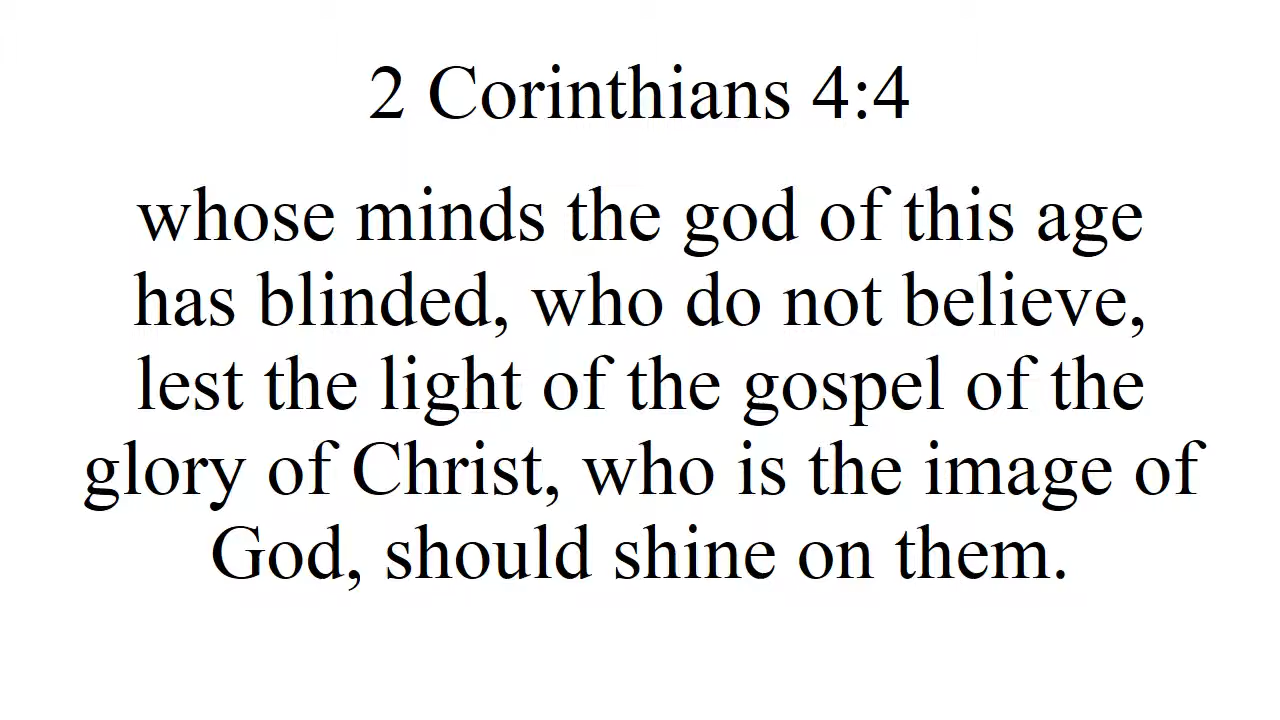 2 Corinthians 4:4
whose minds the god of this age
has blinded, who do not believe,
lest the light of the gospel of the
glory of Christ, who is the image of
God, should shine on them.